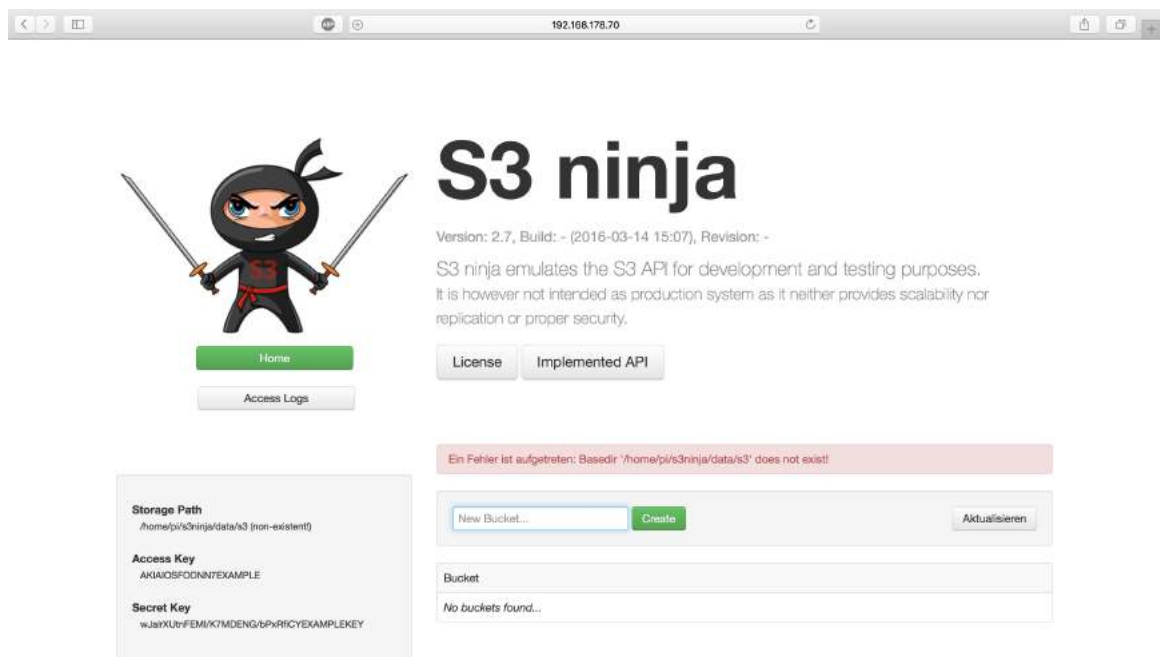 192.168.178.70
S3 ninja
Version: 2.7, Build: - (2016-03-14 15:07), Revision: -
S3 ninja emulates the S3 API for development and testing purposes.
It is however not intended as production system as it neither provides scalability nor
replication or proper security.
S3
Home
License
Implemented API
Access Logs
Ein Fehler ist aufgetreten: Basedir '/home/pi/s3ninja/data/s3' does not exist!
Storage Path
/home/pi/s3ninja/data/s3 (non-existent!)
Access Key
AKIAIOSFODNN7EXAMPLE
Secret Key
wJalrXUtnFEMI/K7MDENG/bPxRfiCYEXAMPLEKEY
New Bucket...
Create
Aktualisieren
Bucket
No buckets found...